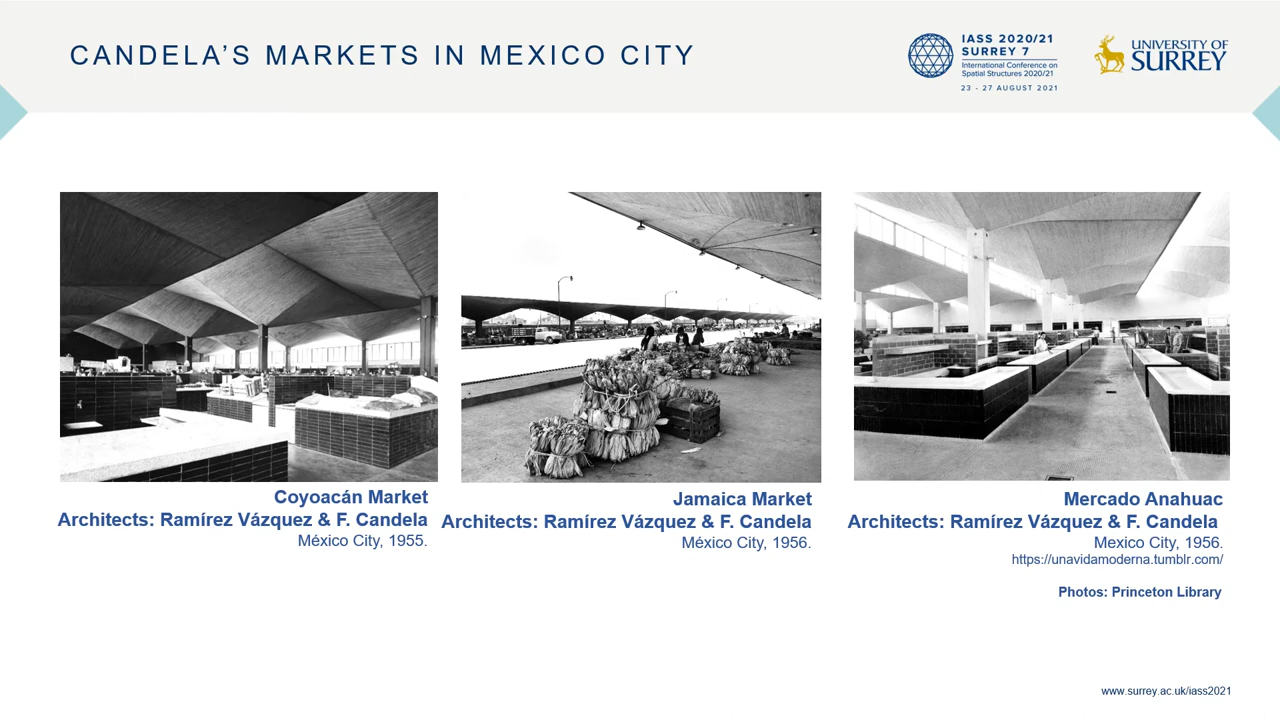 CANDELA'S MARKETS IN MEXICO CITY
IASS 2020/21
SURREY 7
International Conference on
Spatial Structures 2020/21
23 - 27 AUGUST 2021
UNIVERSITY OF
SURREY
Coyoacán Market
Architects: Ramírez Vázquez & F. Candela
México City, 1955.
Jamaica Market
Architects: Ramírez Vázquez & F. Candela
México City, 1956.
Mercado Anahuac
Architects: Ramírez Vázquez & F. Candela
Mexico City, 1956.
https://unavidamoderna.tumblr.com/
Photos: Princeton Library
www.surrey.ac.uk/iass2021